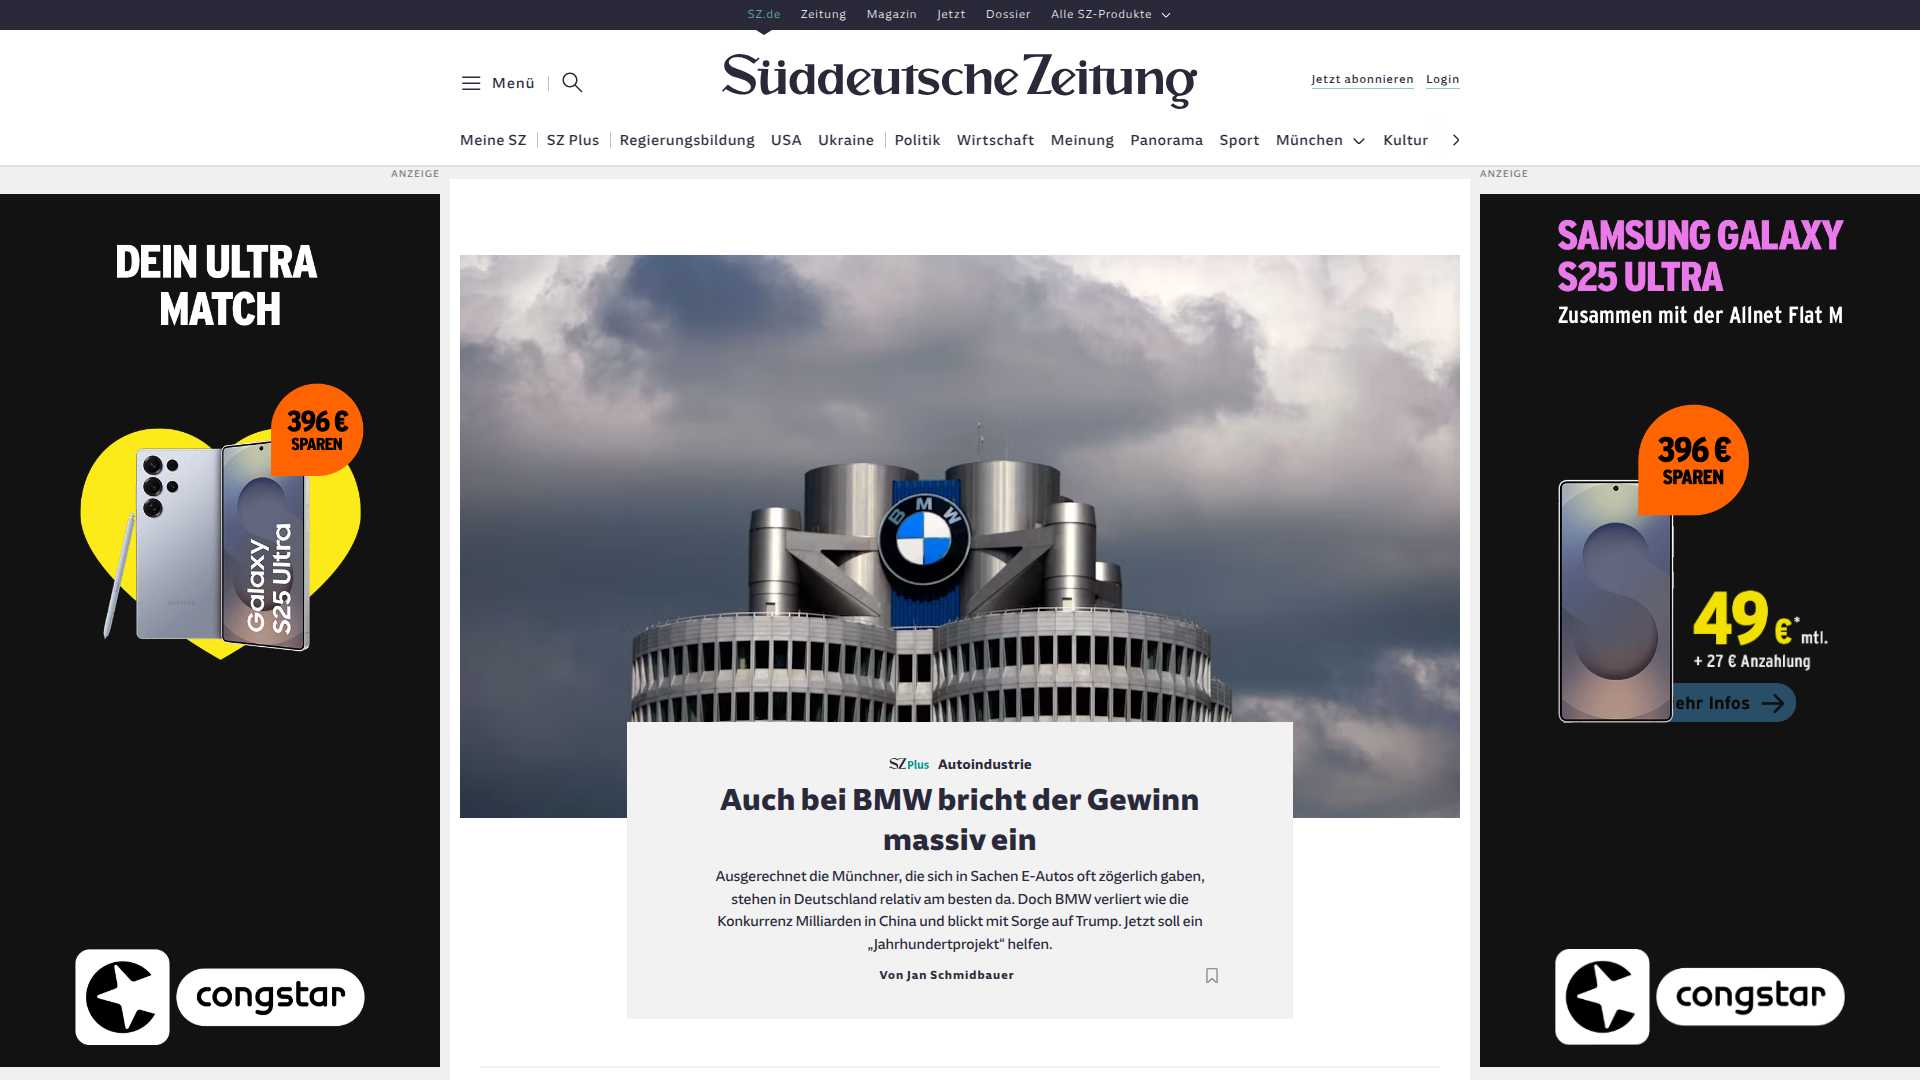 SZ.de Zeitung Magazin Jetzt Dossier Alle SZ-Produkte
Menü
Süddeutsche Zeitung
Jetzt abonnieren Login
Meine SZ SZ Plus Regierungsbildung USA Ukraine Politik Wirtschaft Meinung Panorama Sport München Kultur
ANZEIGE
DEIN ULTRA
MATCH
396 €
SPAREN
Galaxy
S25 Ultra
SAMSUNG
congstar
BMW
SZ Plus Autoindustrie
Auch bei BMW bricht der Gewinn
massiv ein
Ausgerechnet die Münchner, die sich in Sachen E-Autos oft zögerlich gaben,
stehen in Deutschland relativ am besten da. Doch BMW verliert wie die
Konkurrenz Milliarden in China und blickt mit Sorge auf Trump. Jetzt soll ein
„Jahrhundertprojekt“ helfen.
Von Jan Schmidbauer
ANZEIGE
SAMSUNG GALAXY
S25 ULTRA
Zusammen mit der Allnet Flat M
396 €
SPAREN
49 €* mtl.
+ 27 € Anzahlung
ehr Infos
congstar